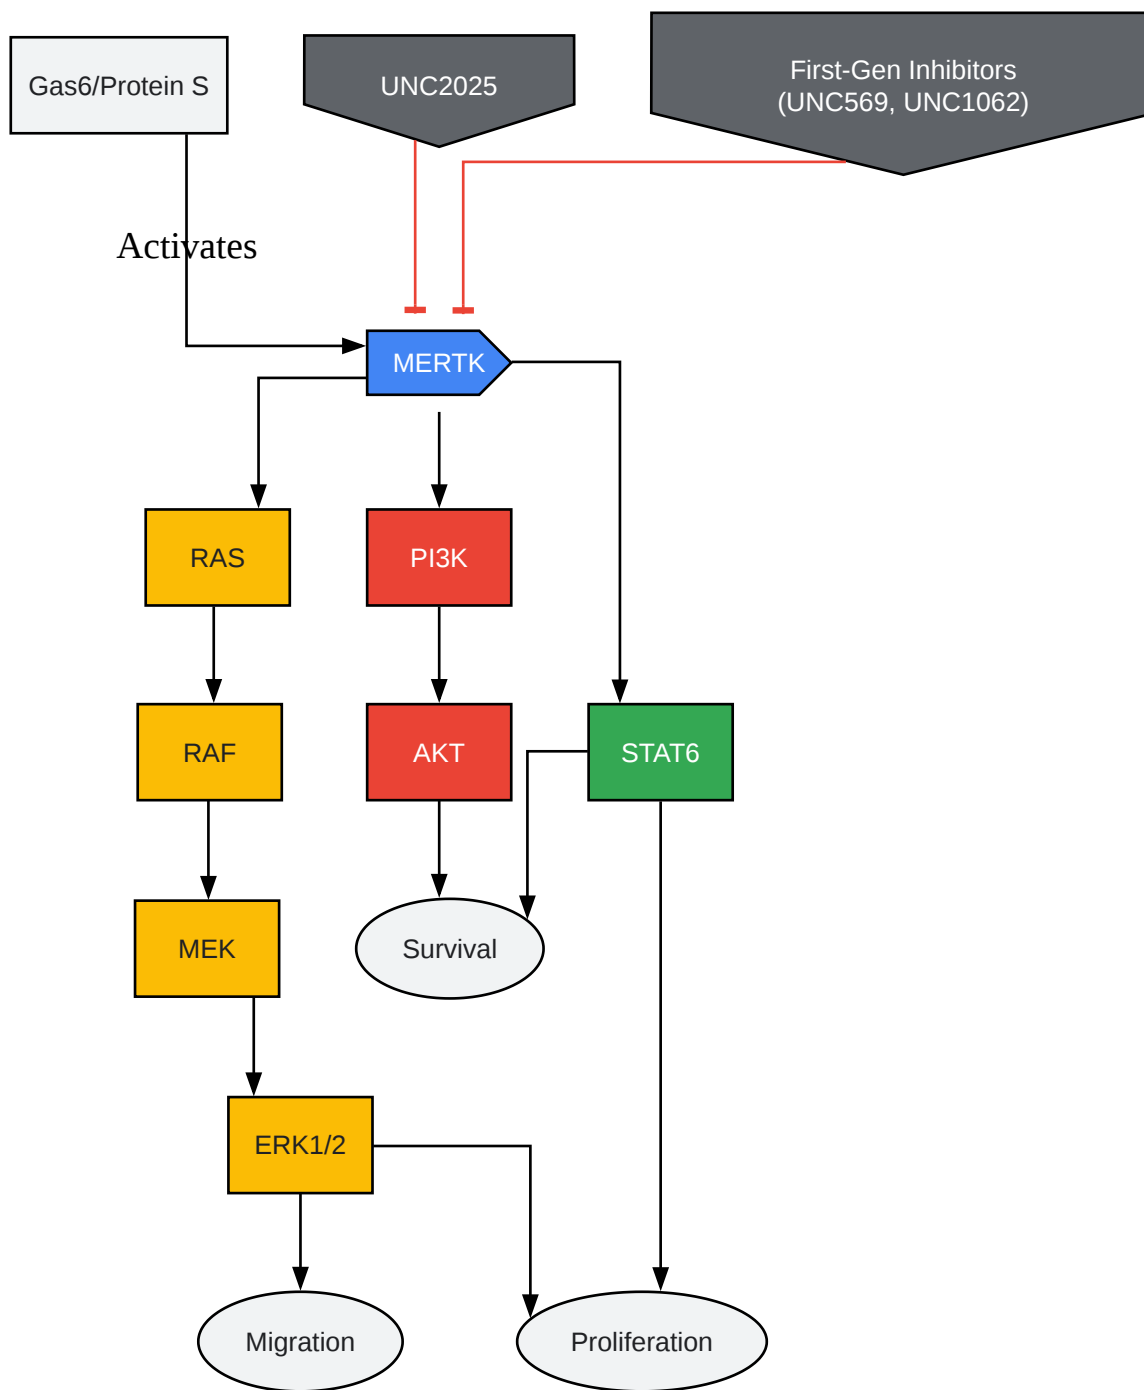 Gas6/Protein S
UNC2025
First-Gen Inhibitors
(UNC569, UNC1062)
Activates
MERTK
RAS
PI3K
RAF
AKT
STAT6
MEK
Survival
ERK1/2
Migration
Proliferation